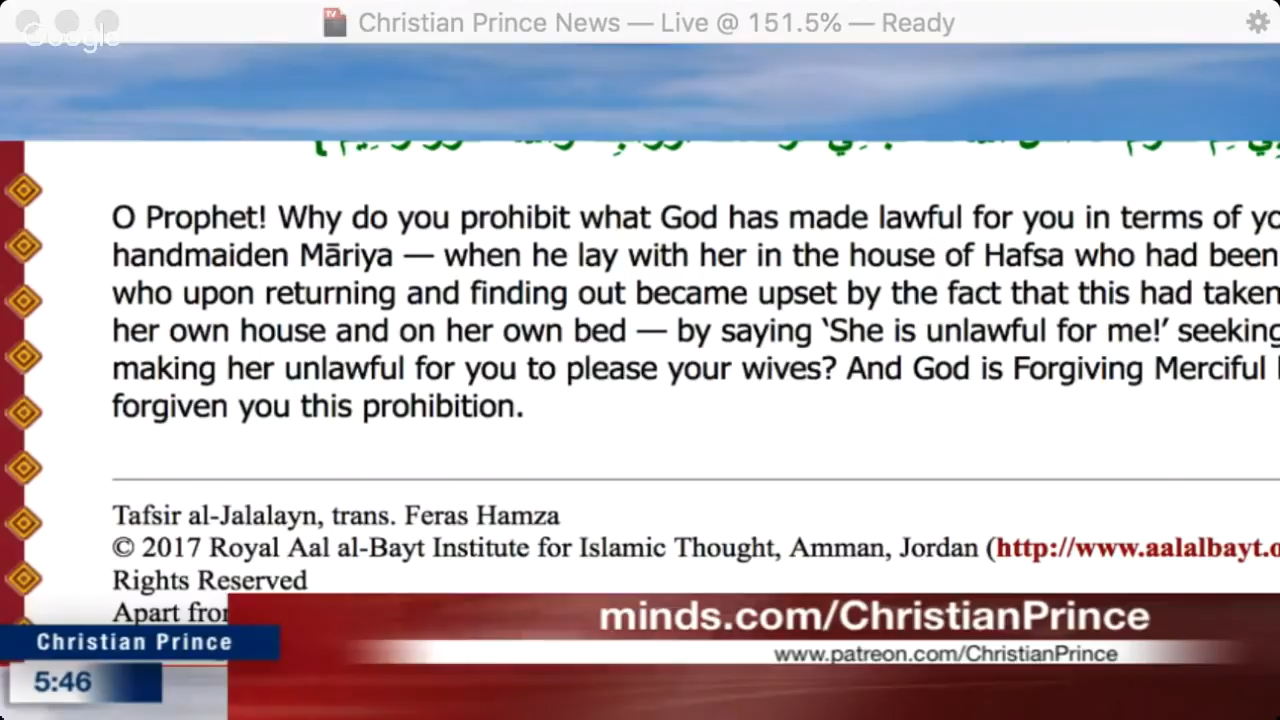 Google
Christian Prince News — Live @ 151.5% — Ready
O Prophet! Why do you prohibit what God has made lawful for you in terms of
handmaiden Māriya — when he lay with her in the house of Hafsa who had been
who upon returning and finding out became upset by the fact that this had taken
her own house and on her own bed — by saying ‘She is unlawful for me!’ seeking
making her unlawful for you to please your wives? And God is Forgiving Merciful
forgiven you this prohibition.
Tafsir al-Jalalayn, trans. Feras Hamza
© 2017 Royal Aal al-Bayt Institute for Islamic Thought, Amman, Jordan (http://www.aalalbayt.o
Rights Reserved
Apart
minds.com/ChristianPrince
Christian Prince
www.patreon.com/ChristianPrince
5:46